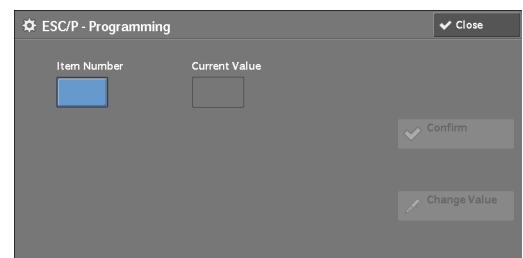 ESC/P - Programming
Close
Item Number
Current Value
Confirm
Change Value